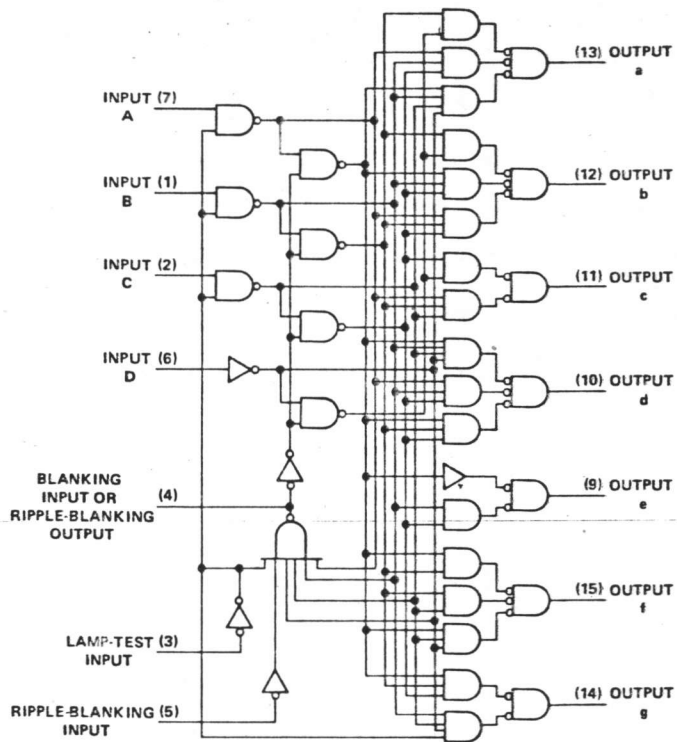 INPUT (7)
A
INPUT (1)
B
INPUT (2)
C
INPUT (6)
D
BLANKING
INPUT OR (4)
RIPPLE-BLANKING
OUTPUT
LAMP-TEST (3)
INPUT
RIPPLE-BLANKING (5)
INPUT
(13) OUTPUT
a
(12) OUTPUT
b
(11) OUTPUT
c
(10) OUTPUT
d
(9) OUTPUT
e
(15) OUTPUT
f
(14) OUTPUT
g